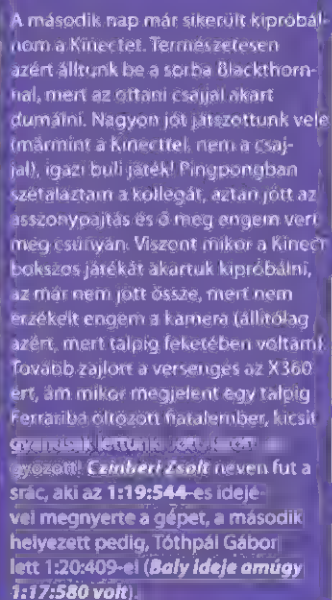 A második nap már sikerült kipróbál-
nom a Kinectet. Természetesen
azért álltunk be a sorba Blackthorn-
nal, mert az ottani csajjal akart
dumálni. Nagyon jót játszottunk vele
(mármint a Kinecttel, nem a csaj-
jal), igazi buli játék! Pingpongban
szétaláztam a kollégát, aztán jött az
asszonypajtás és ő meg engem vert
meg csúnyán. Viszont mikor a Kinect
bokszos játékát akartuk kipróbálni,
az már nem jött össze, mert nem
érzékelt engem a kamera (állítólag
azért, mert talpig feketében voltam).
Tovább zajlott a versengés az X360
ért, ám mikor megjelent egy talpig
Ferrariba öltözött fiatalember, kicsit
lettünk
győzött! Czimberi Zsolt néven fut a
srác, aki az 1:19:544-es idejé-
vel megnyerte a gépet, a második
helyezett pedig, Tóthpál Gábor
lett 1:20:409-el (Baly ideje amúgy
1:17:580 volt).